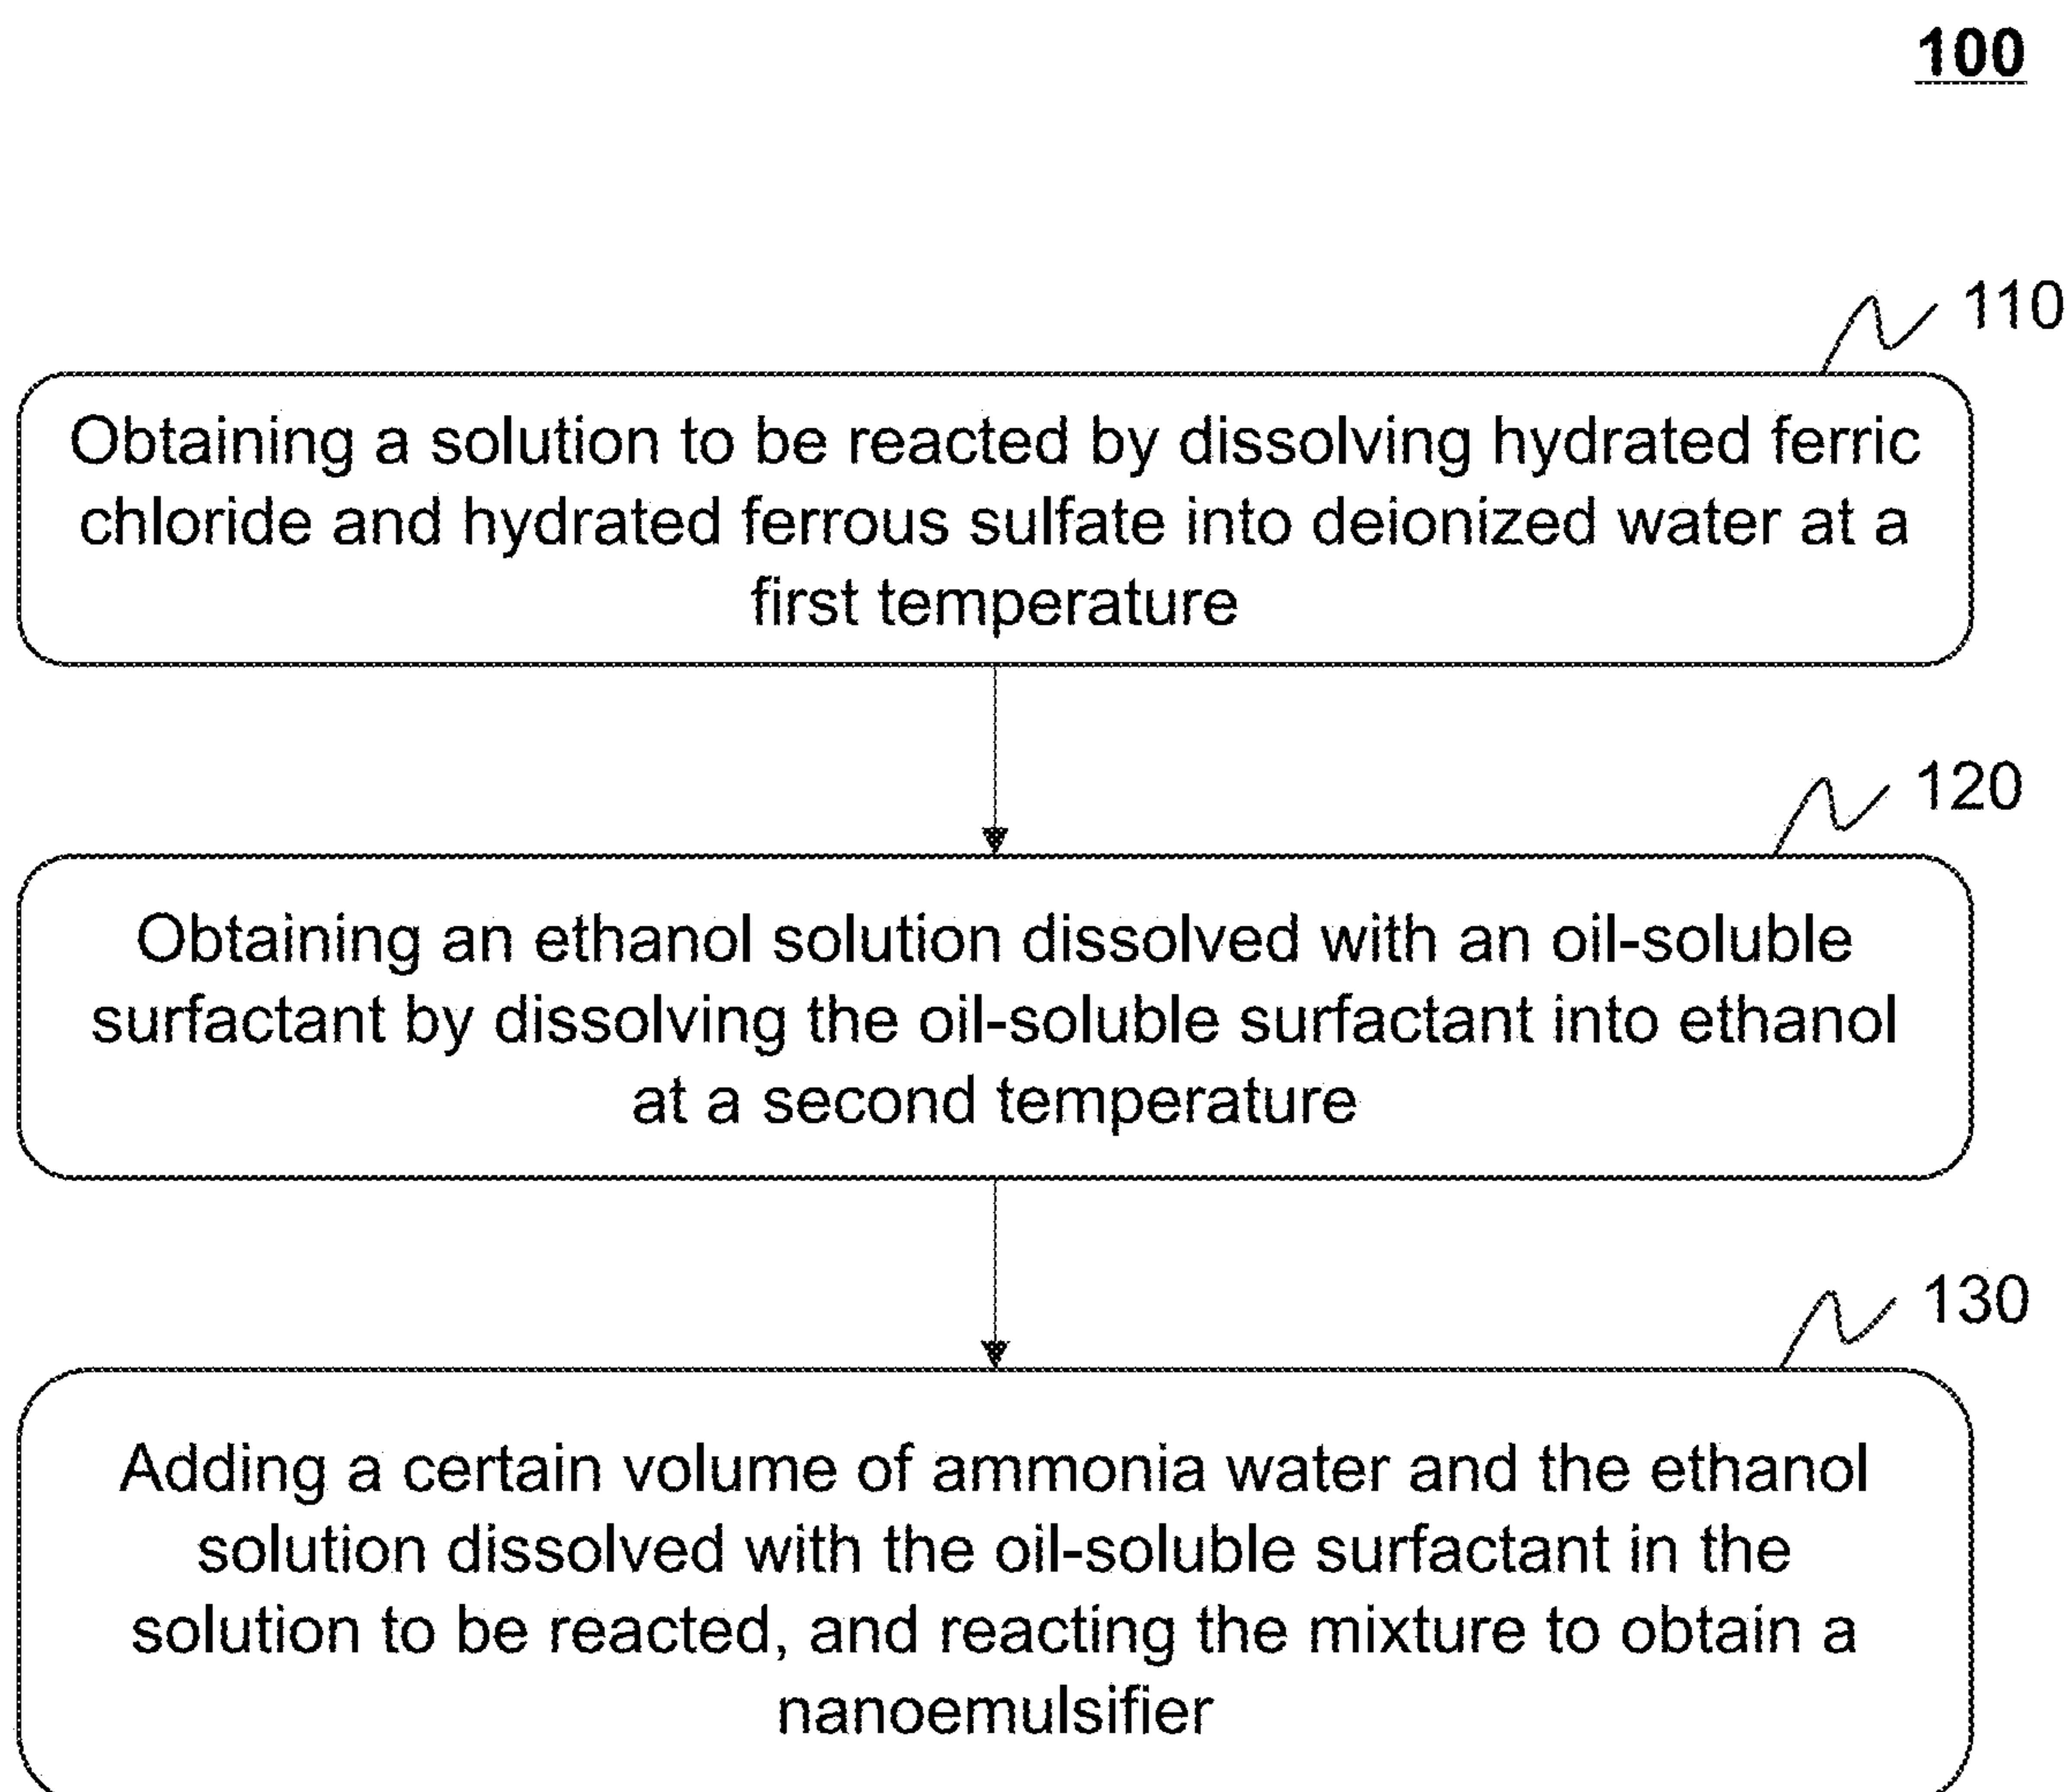 100
110
Obtaining a solution to be reacted by dissolving hydrated ferric
chloride and hydrated ferrous sulfate into deionized water at a
first temperature
120
Obtaining an ethanol solution dissolved with an oil-soluble
surfactant by dissolving the oil-soluble surfactant into ethanol
at a second temperature
130
Adding a certain volume of ammonia water and the ethanol
solution dissolved with the oil-soluble surfactant in the
solution to be reacted, and reacting the mixture to obtain a
nanoemulsifier